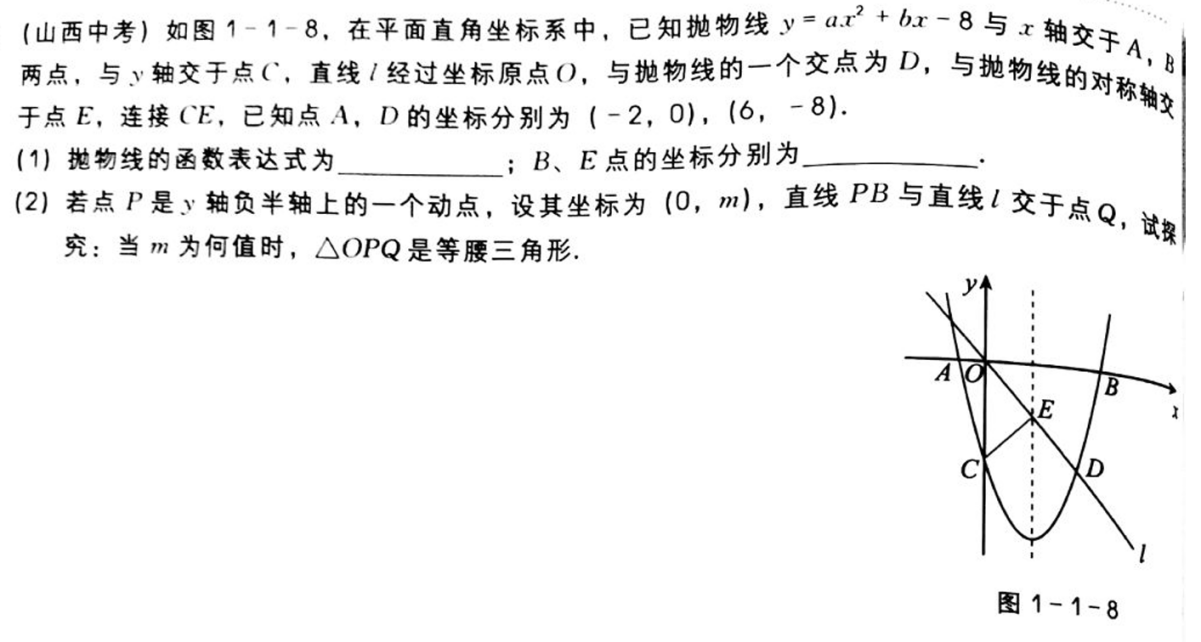 (山西中考) 如图 1-1-8, 在平面直角坐标系中, 已知抛物线 y = ax² + bx - 8 与 x 轴交于 A, B
两点, 与 y 轴交于点 C, 直线 l 经过坐标原点 O, 与抛物线的一个交点为 D, 与抛物线的对称轴交
于点 E, 连接 CE, 已知点 A, D 的坐标分别为 (-2, 0), (6, -8).
(1) 抛物线的函数表达式为____________; B、E 点的坐标分别为____________.
(2) 若点 P 是 y 轴负半轴上的一个动点, 设其坐标为 (0, m), 直线 PB 与直线 l 交于点 Q, 试探
究: 当 m 为何值时, △OPQ 是等腰三角形.
y
A O B
x
E
C D
l
图 1-1-8